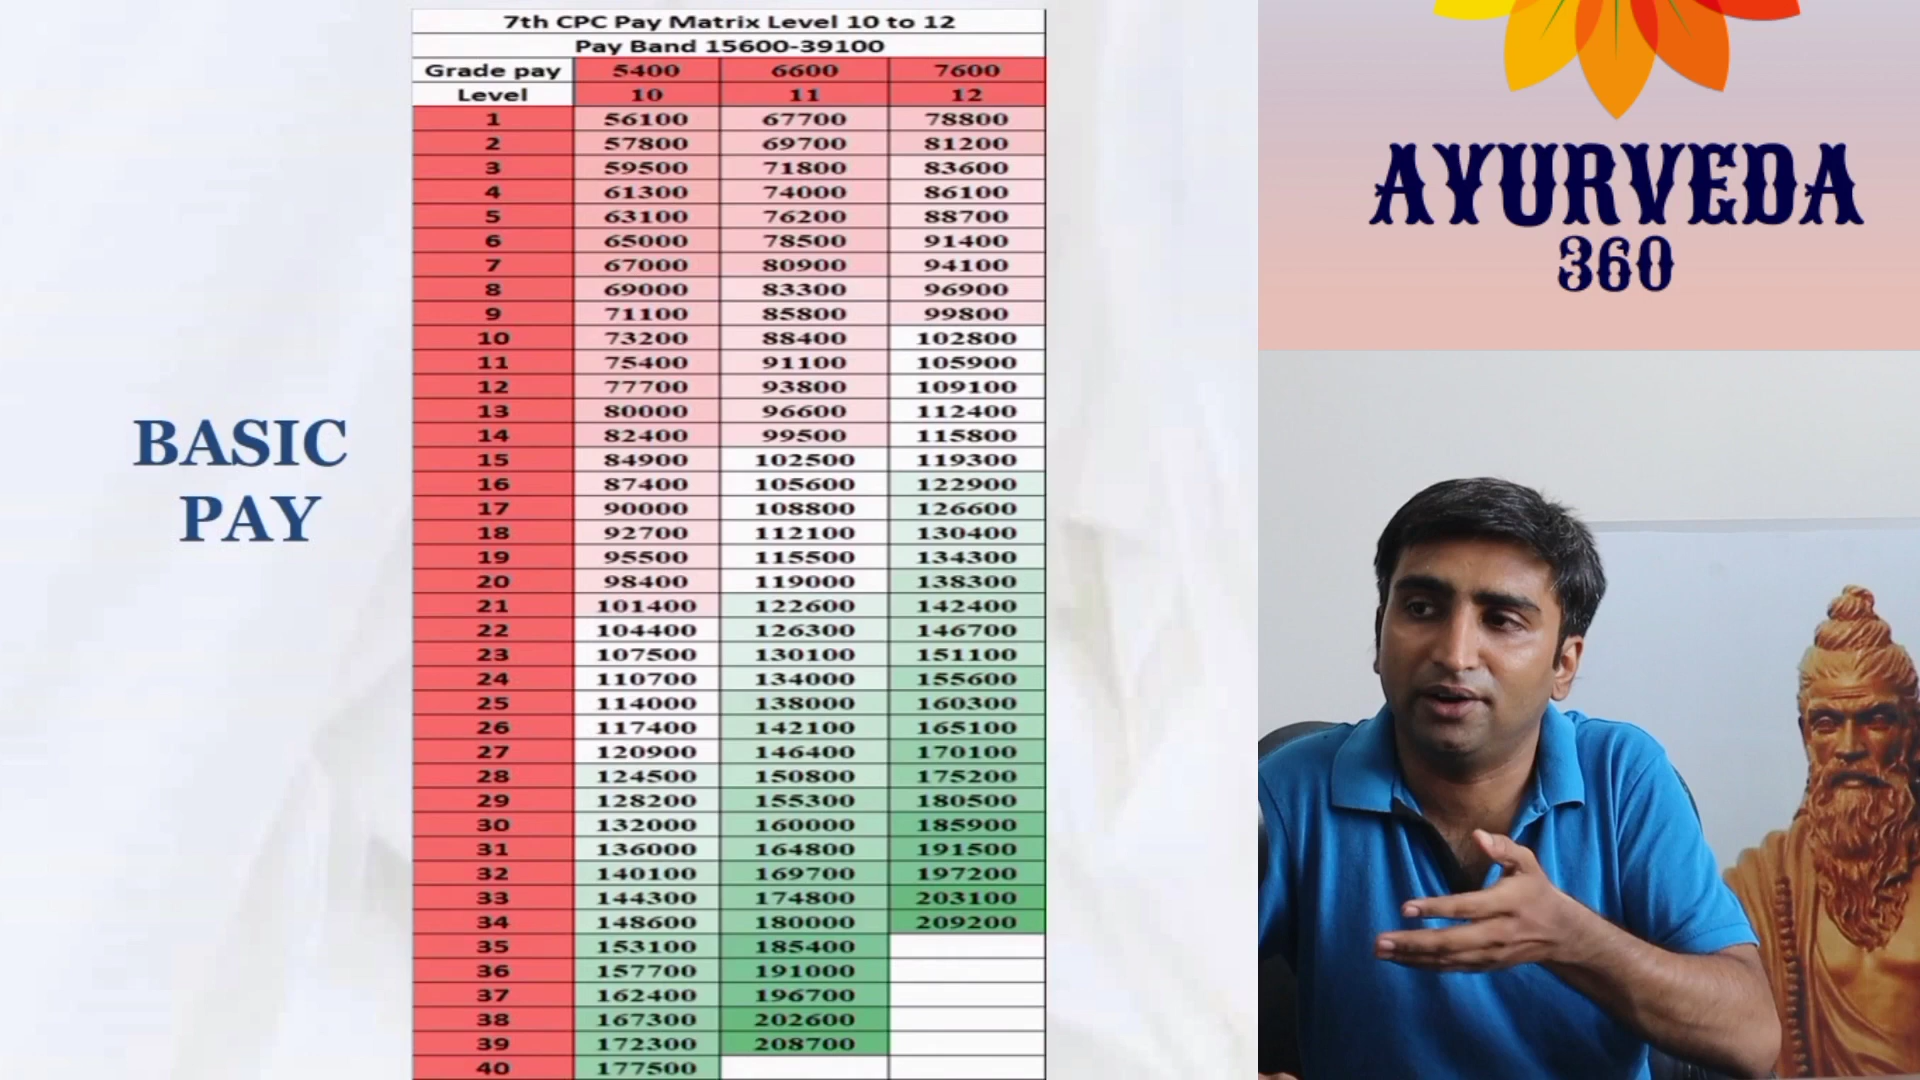 BASIC
PAY
7th CPC Pay Matrix Level 10 to 12
Pay Band 15600-39100
Grade pay 5400 6600 7600
Level 10 11 12
1 56100 67700 78800
2 57800 69700 81200
3 59500 71800 83600
4 61300 74000 86100
5 63100 76200 88700
6 65000 78500 91400
7 67000 80900 94100
8 69000 83300 96900
9 71100 85800 99800
10 73200 88400 102800
11 75400 91100 105900
12 77700 93800 109100
13 80000 96600 112400
14 82400 99500 115800
15 84900 102500 119300
16 87400 105600 122900
17 90000 108800 126600
18 92700 112100 130400
19 95500 115500 134300
20 98400 119000 138300
21 101400 122600 142400
22 104400 126300 146700
23 107500 130100 151100
24 110700 134000 155600
25 114000 138000 160300
26 117400 142100 165100
27 120900 146400 170100
28 124500 150800 175200
29 128200 155300 180500
30 132000 160000 185900
31 136000 164800 191500
32 140100 169700 197200
33 144300 174800 203100
34 148600 180000 209200
35 153100 185400
36 157700 191000
37 162400 196700
38 167300 202600
39 172300 208700
40 177500
AYURVEDA
360